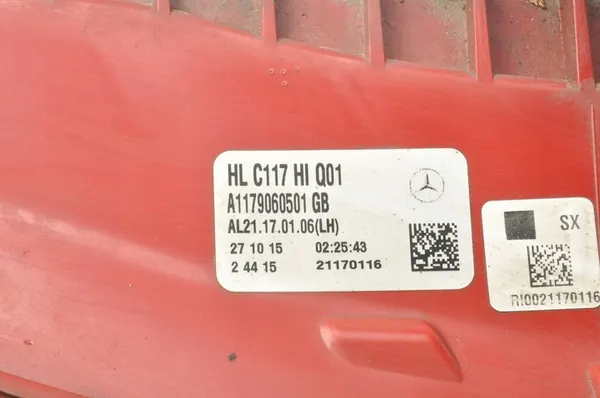 HL C117 HI Q01
A1179060501 GB
AL21.17.01.06(LH)
27 10 15 02:25:43
2 44 15 21170116
SX
RI0021170116